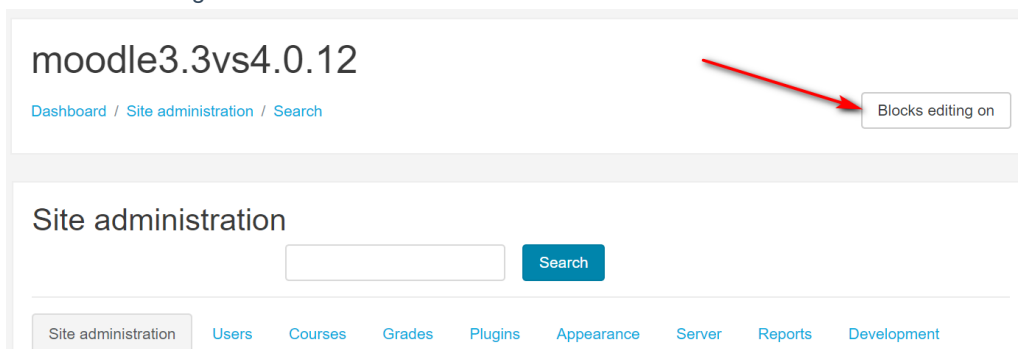 moodle3.3vs4.0.12
Dashboard / Site administration / Search
Blocks editing on
Site administration
Search
Site administration Users Courses Grades Plugins Appearance Server Reports Development